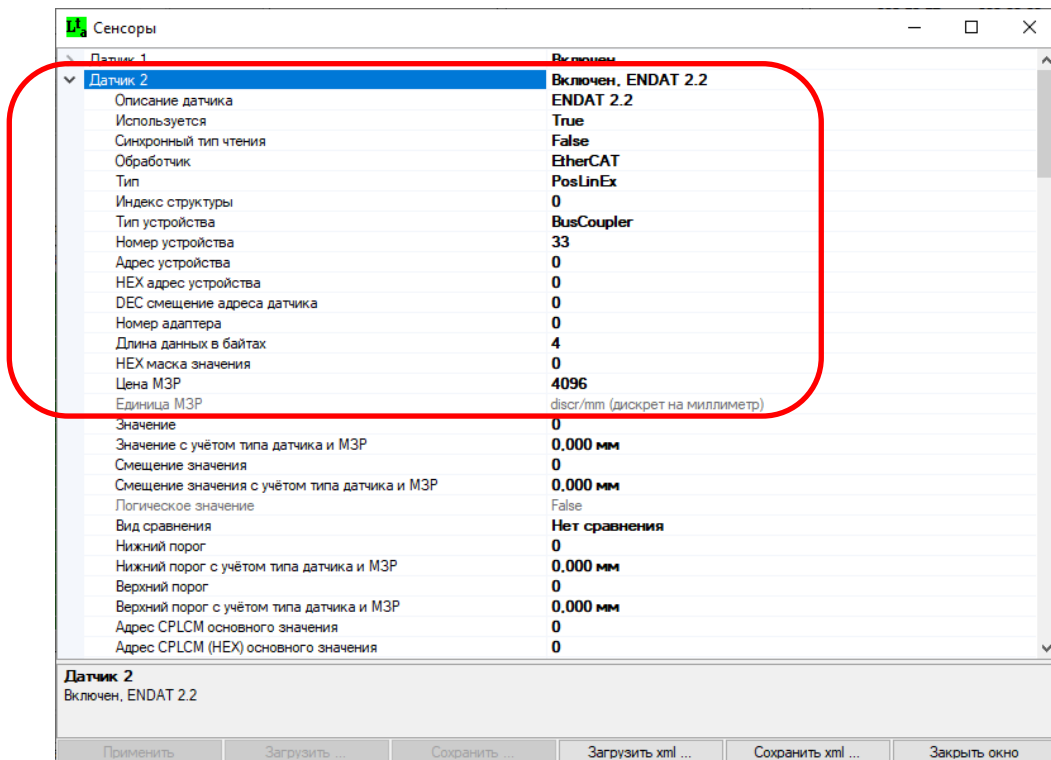 Lta Сенсоры
Датчик 1 Включен
Датчик 2 Включен, ENDAT 2.2
Описание датчика ENDAT 2.2
Используется True
Синхронный тип чтения False
Обработчик EtherCAT
Тип PosLinEx
Индекс структуры 0
Тип устройства BusCoupler
Номер устройства 33
Адрес устройства 0
HEX адрес устройства 0
DEC смещение адреса датчика 0
Номер адаптера 0
Длина данных в байтах 4
HEX маска значения 0
Цена МЗР 4096
Единица МЗР discr/mm (дискрет на миллиметр)
Значение 0
Значение с учётом типа датчика и МЗР 0,000 мм
Смещение значения 0
Смещение значения с учётом типа датчика и МЗР 0,000 мм
Логическое значение False
Вид сравнения Нет сравнения
Нижний порог 0
Нижний порог с учётом типа датчика и МЗР 0,000 мм
Верхний порог 0
Верхний порог с учётом типа датчика и МЗР 0,000 мм
Адрес CPLCM основного значения 0
Адрес CPLCM (HEX) основного значения 0
Датчик 2
Включен, ENDAT 2.2
Применить Загрузить ... Сохранить ... Загрузить xml ... Сохранить xml ... Закрыть окно